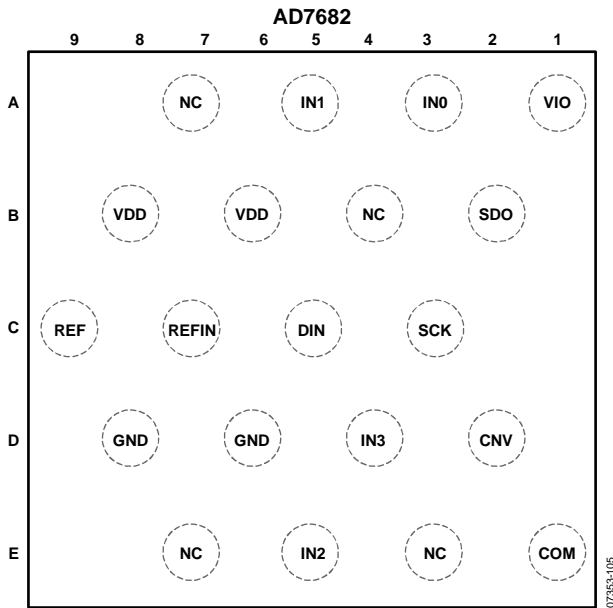 AD7682
9 8 7 6 5 4 3 2 1
A NC IN1 IN0 VIO
B VDD VDD NC SDO
C REF REFIN DIN SCK
D GND GND IN3 CNV
E NC IN2 NC COM
07353-105